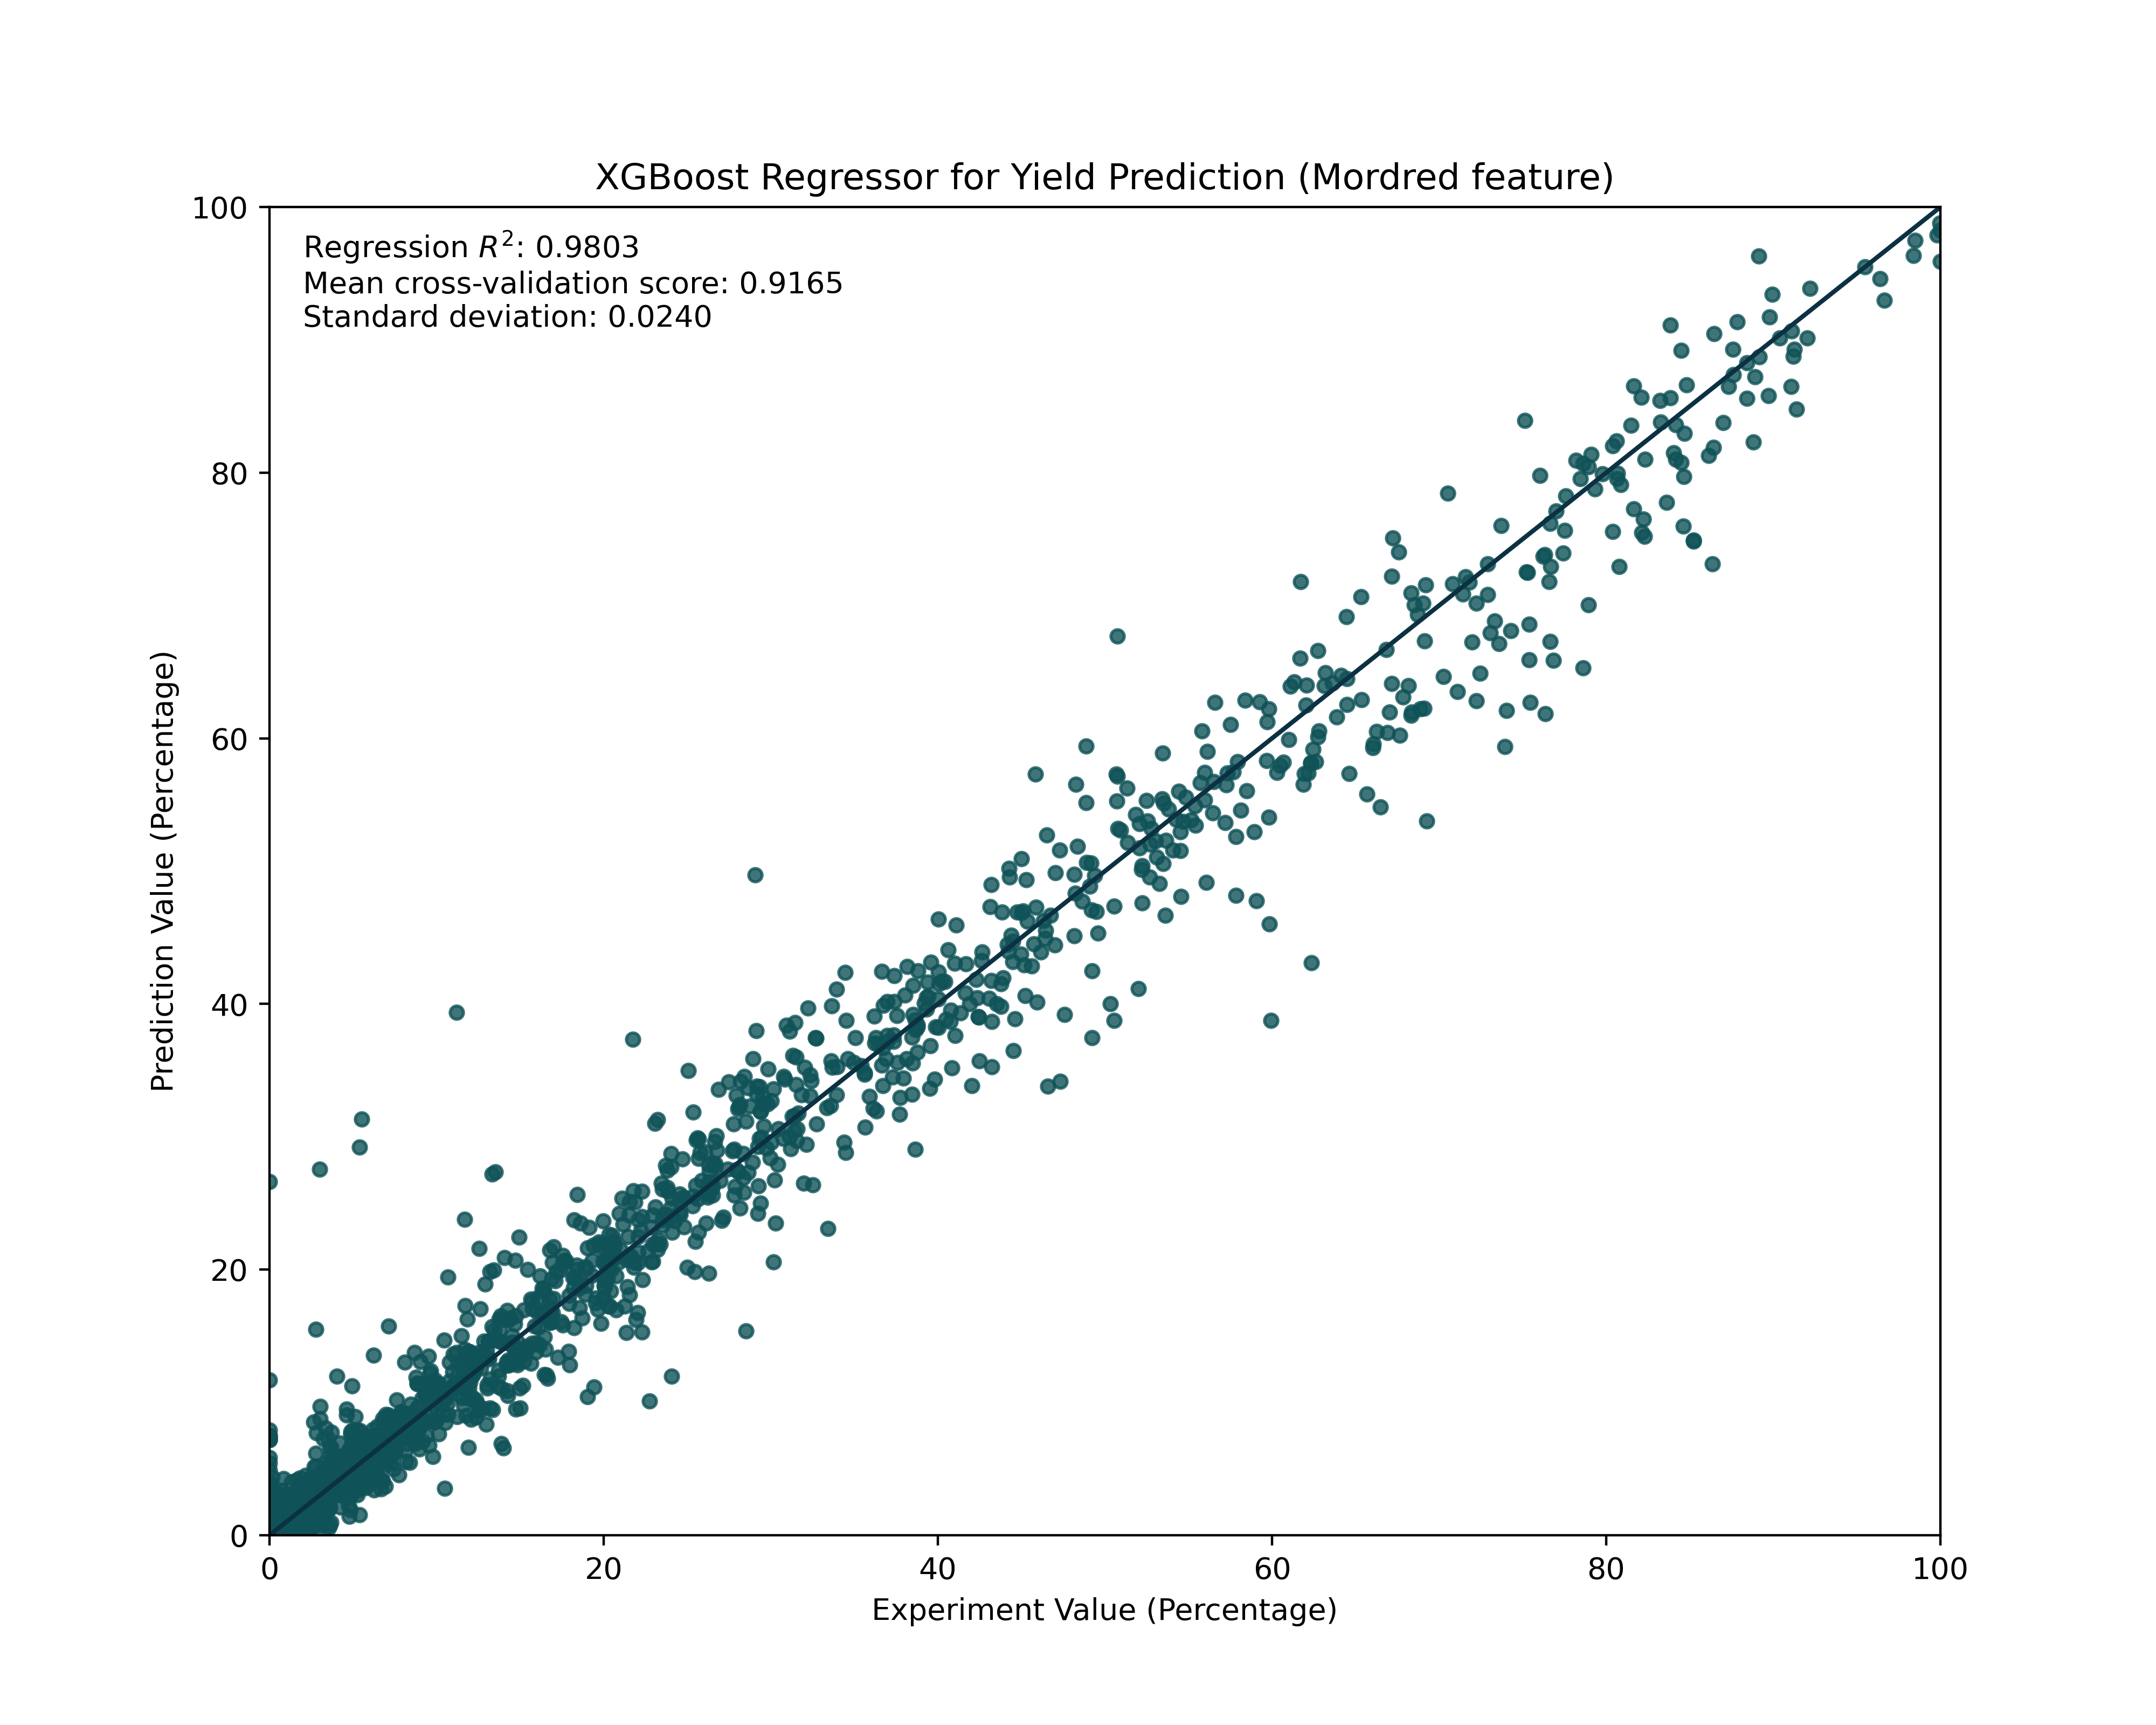 XGBoost Regressor for Yield Prediction (Mordred feature)
Regression R²: 0.9803
Mean cross-validation score: 0.9165
Standard deviation: 0.0240
100
80
60
40
20
0
Prediction Value (Percentage)
0 20 40 60 80 100
Experiment Value (Percentage)